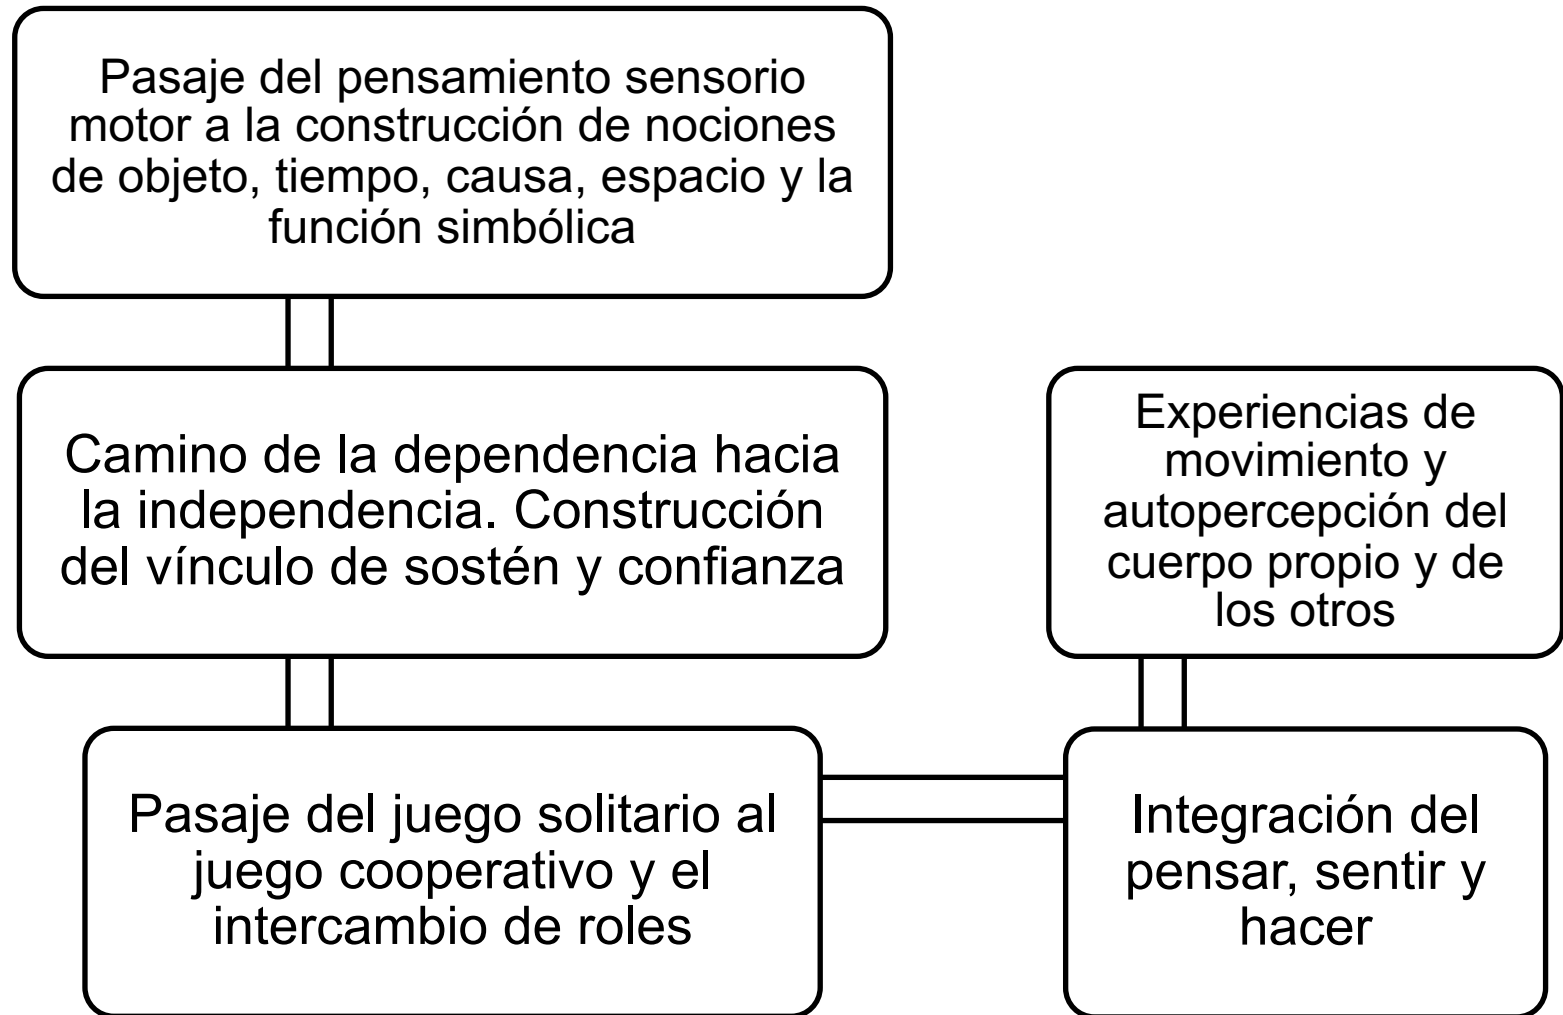 Pasaje del pensamiento sensorio
motor a la construcción de nociones
de objeto, tiempo, causa, espacio y la
función simbólica
Camino de la dependencia hacia
la independencia. Construcción
del vínculo de sostén y confianza
Pasaje del juego solitario al
juego cooperativo y el
intercambio de roles
Integración del
pensar, sentir y
hacer
Experiencias de
movimiento y
autopercepción del
cuerpo propio y de
los otros